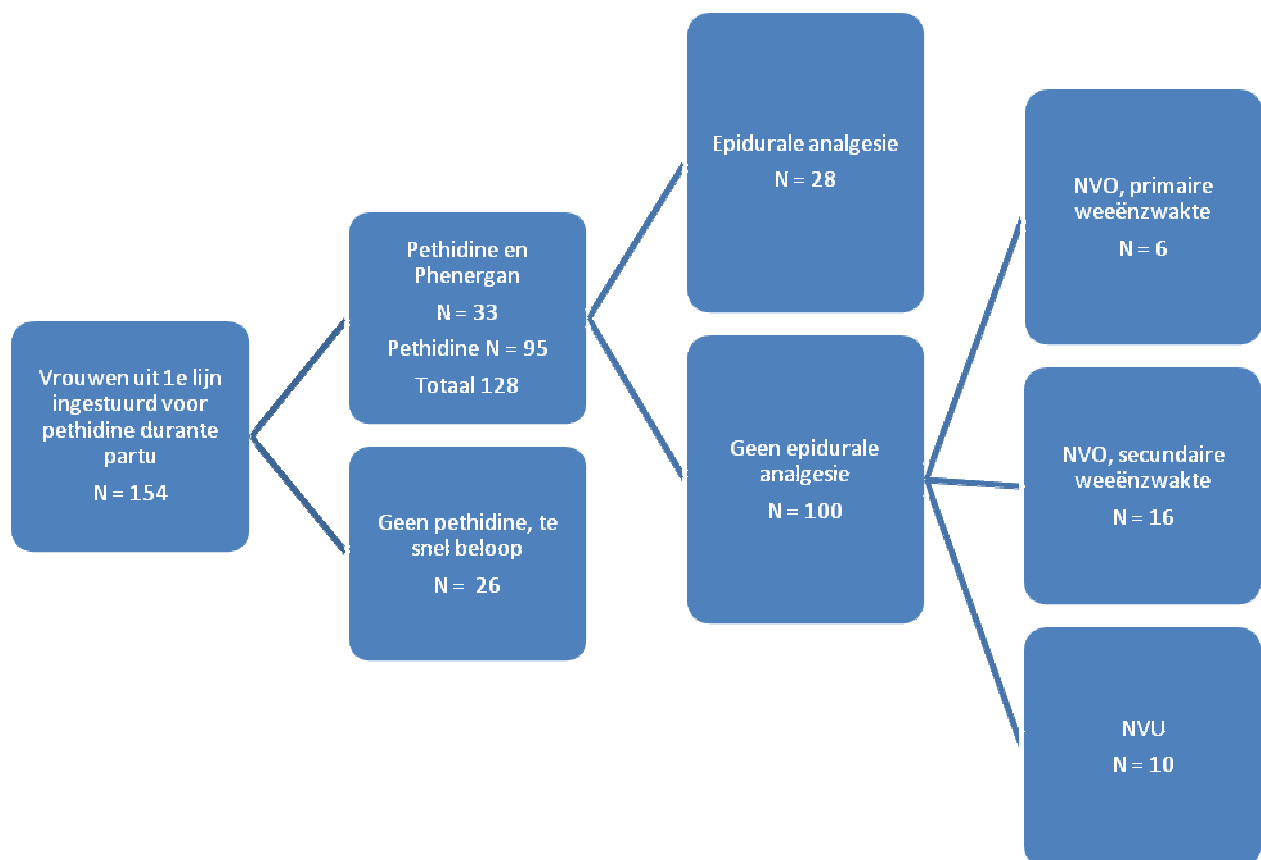 Vrouwen uit 1e lijn
ingestuurd voor
pethidine durante
partu
N = 154
Pethidine en
Phenergan
N = 33
Pethidine N = 95
Totaal 128
Geen pethidine, te
snel beloop
N = 26
Epidurale analgesie
N = 28
Geen epidurale
analgesie
N = 100
NVO, primaire
weeënzwakte
N = 6
NVO, secundaire
weeënzwakte
N = 16
NVU
N = 10